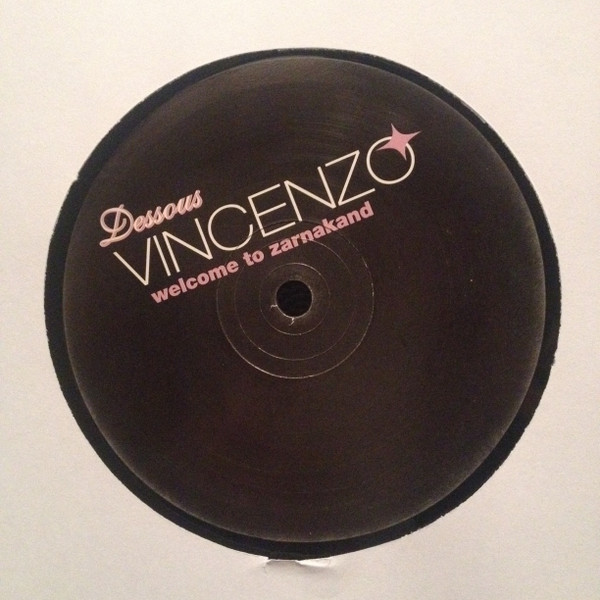 Dessous
VINCENZO
welcome to zarnakand